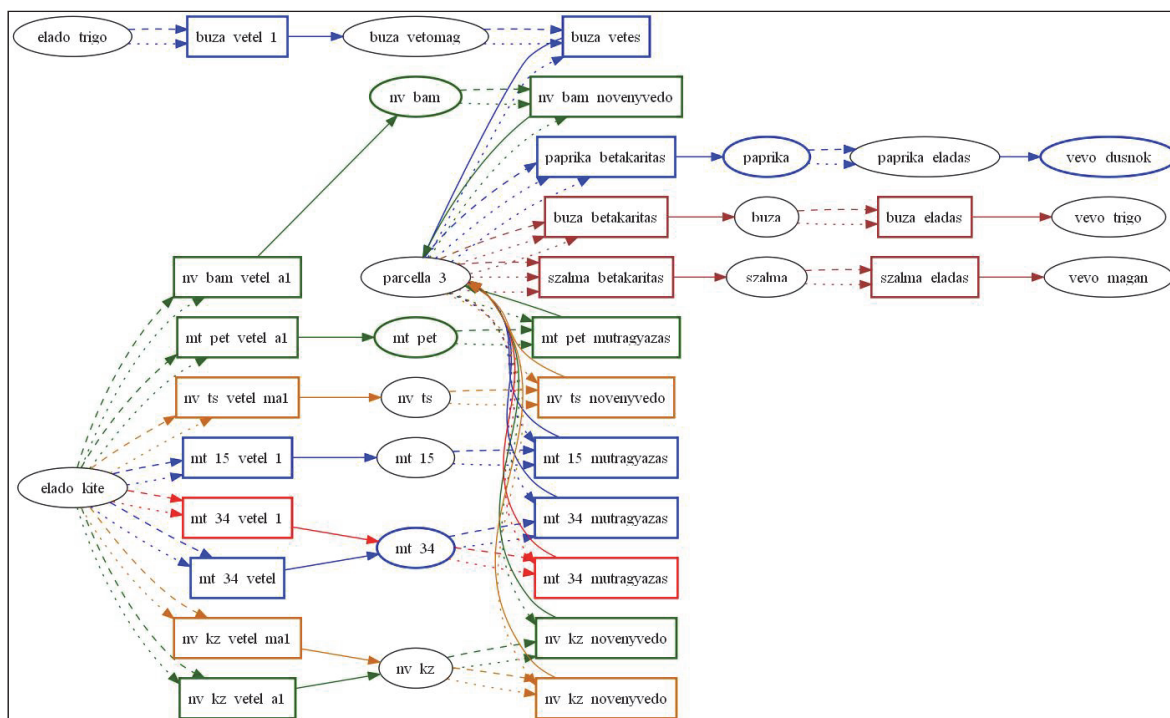 elado trigo buza vetel 1 buza vetomag buza vetes
nv bam nv bam novenyvedo
paprika betakaritas paprika paprika eladas vevo dusnok
buza betakaritas buza buza eladas vevo trigo
nv bam vetel a1 parcella 3 szalma betakaritas szalma szalma eladas vevo magan
mt pet vetel a1 mt pet mt pet mutragyazas
nv ts vetel ma1 nv ts nv ts novenyvedo
mt 15 vetel 1 mt 15 mt 15 mutragyazas
elado kite
mt 34 vetel 1 mt 34 mutragyazas
mt 34
mt 34 vetel mt 34 mutragyazas
nv kz vetel ma1 nv kz novenyvedo
nv kz
nv kz vetel a1 nv kz novenyvedo